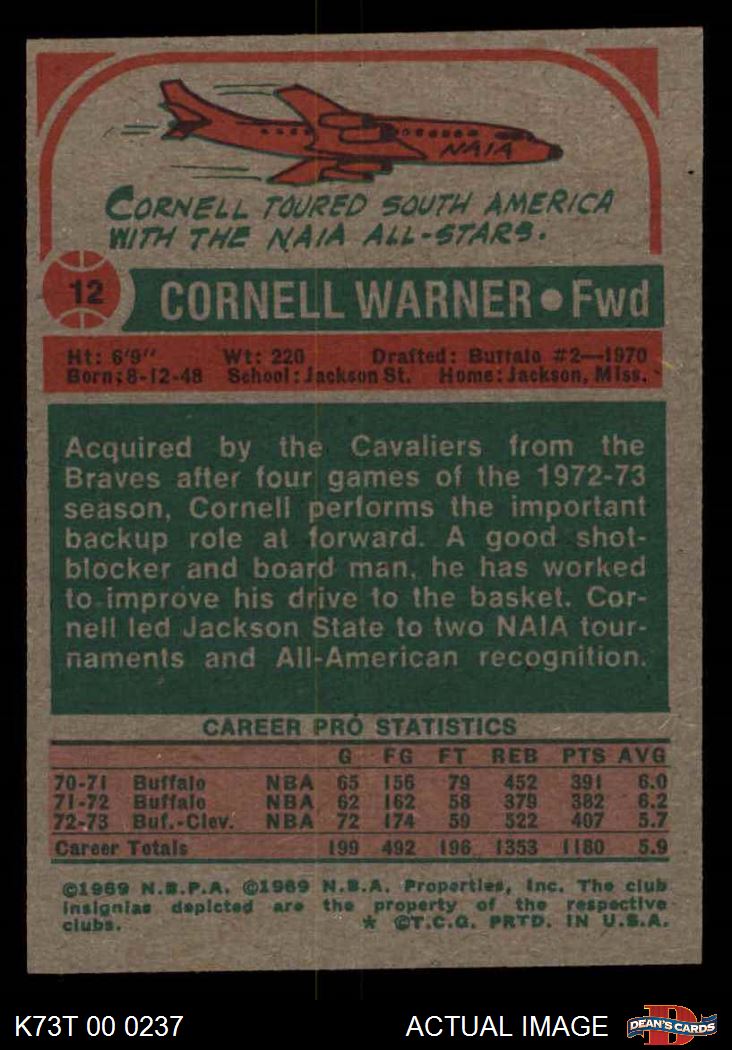 NAIA
CORNELL TOURED SOUTH AMERICA
WITH THE NAIA ALL-STARS.
12 CORNELL WARNER • Fwd
Ht: 6'9" Wt: 220 Drafted: Buffalo #2—1970
Born: 8-12-48 School: Jackson St. Home: Jackson, Miss.
Acquired by the Cavaliers from the
Braves after four games of the 1972-73
season, Cornell performs the important
backup role at forward. A good shot-
blocker and board man, he has worked
to improve his drive to the basket. Cor-
nell led Jackson State to two NAIA tour-
naments and All-American recognition.
CAREER PRO STATISTICS
G FG FT REB PTS AVG
70-71 Buffalo NBA 65 156 79 452 391 6.0
71-72 Buffalo NBA 62 162 58 379 382 6.2
72-73 Buf.-Clev. NBA 72 174 59 522 407 5.7
Career Totals 199 492 196 1353 1180 5.9
©1969 N.B.P.A. ©1969 N.B.A. Properties, Inc. The club
insignias depicted are the property of the respective
clubs. * ©T.C.G. PRTD. IN U.S.A.
K73T 00 0237 ACTUAL IMAGE D DEAN'S CARDS